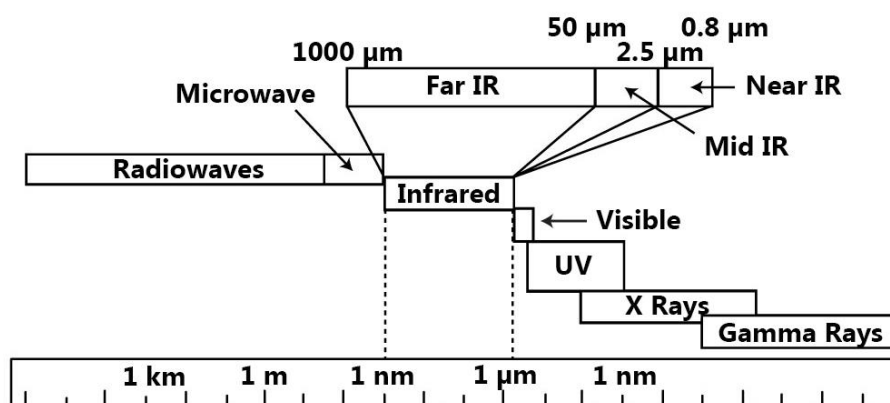 50 µm 0.8 µm
1000 µm 2.5 µm
Far IR Near IR
Microwave
Mid IR
Radiowaves
Infrared
Visible
UV
X Rays
Gamma Rays
1 km 1 m 1 nm 1 µm 1 nm